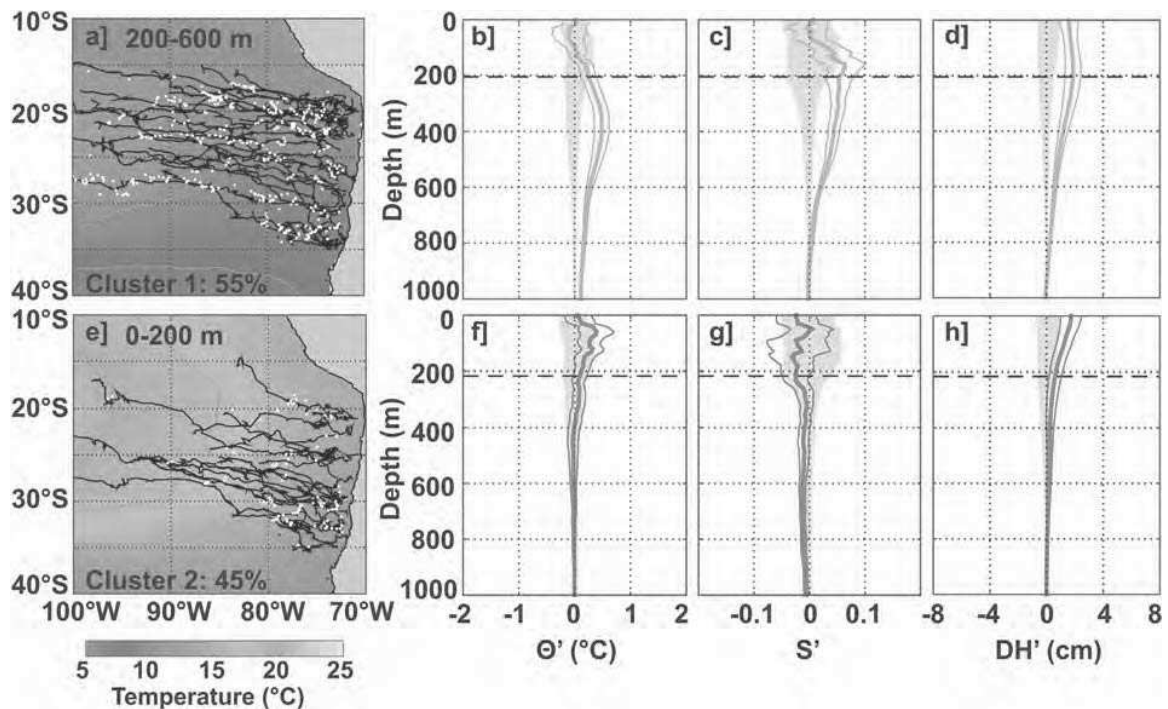 10°S
20°S
30°S
40°S
a] 200-600 m
Cluster 1: 55%
0
200
400
600
800
1000
Depth (m)
b]
c]
d]
10°S
20°S
30°S
40°S
e] 0-200 m
Cluster 2: 45%
100°W 90°W 80°W 70°W
0
200
400
600
800
1000
Depth (m)
f]
g]
h]
-2 -1 0 1 2
-0.1 0 0.1
-8 -4 0 4 8
Θ' (°C)
S'
DH' (cm)
5 10 15 20 25
Temperature (°C)